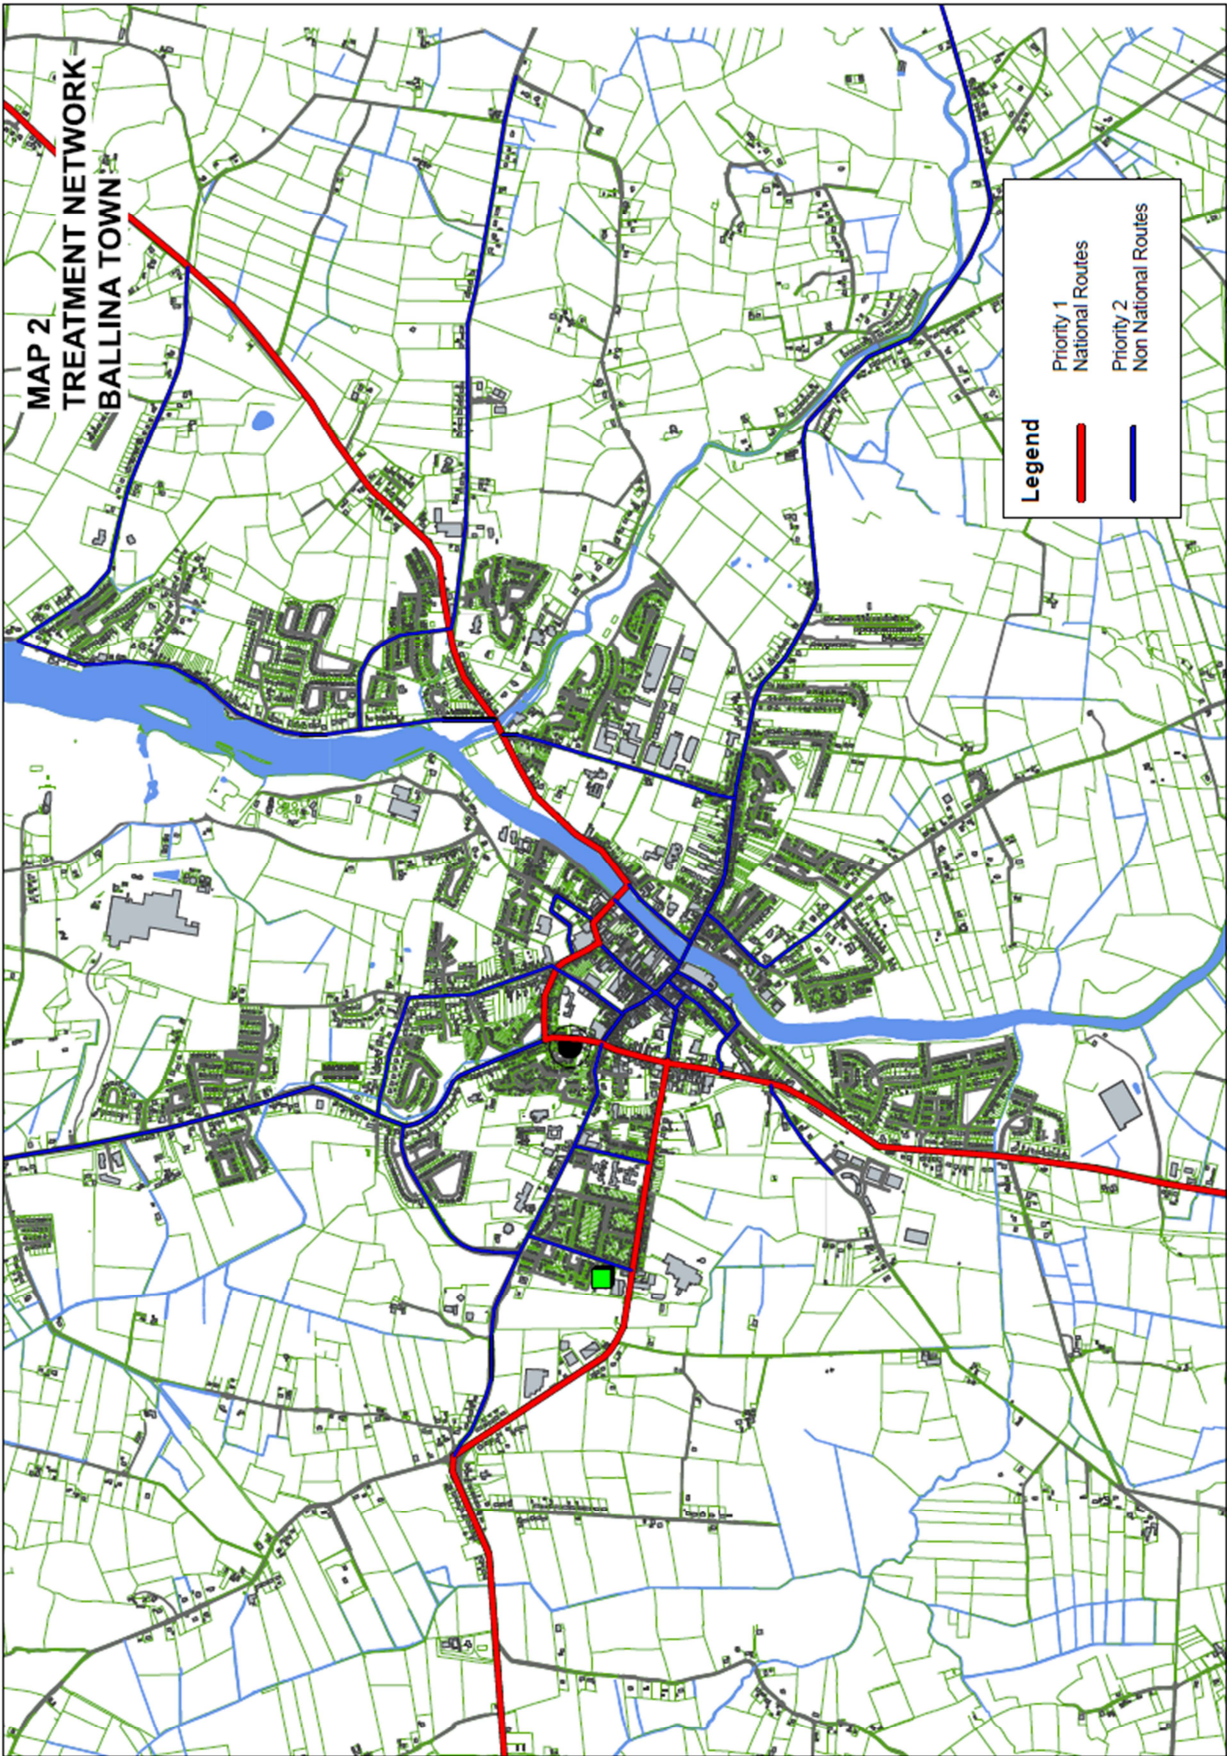 MAP 2
TREATMENT NETWORK
BALLINA TOWN
Legend
Priority 1
National Routes
Priority 2
Non National Routes